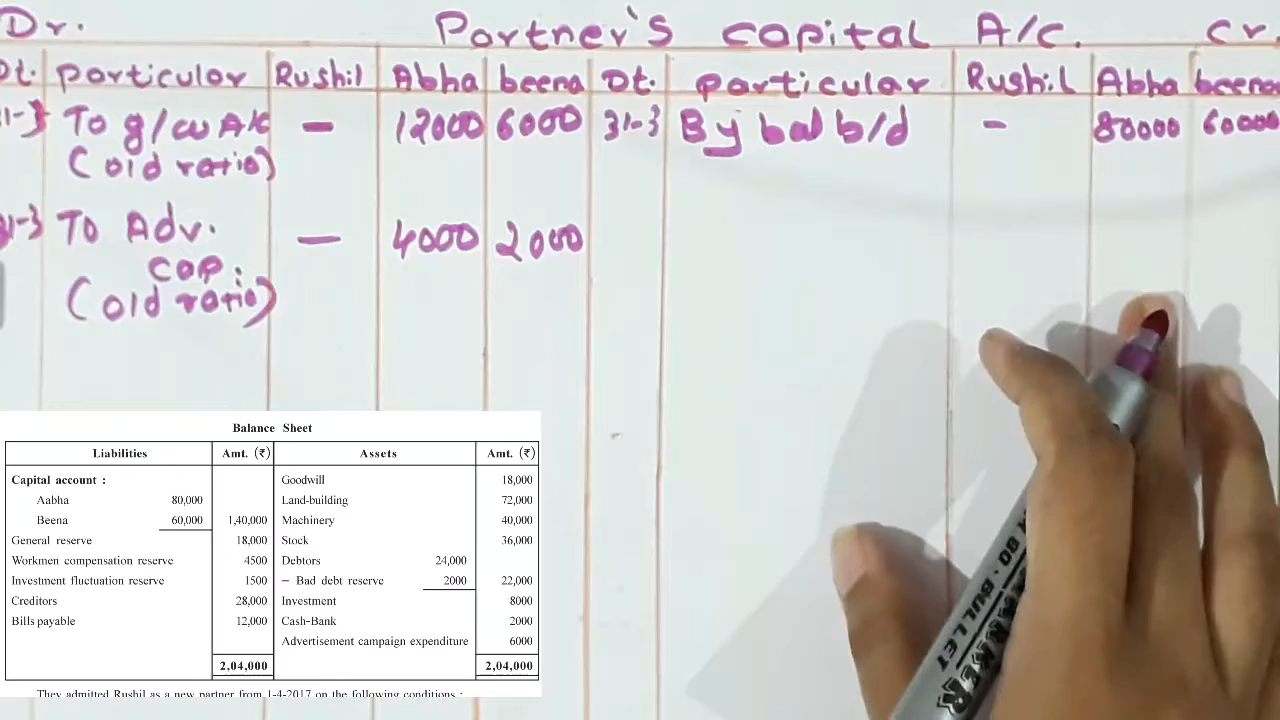 Dr. Partner's capital A/c. Cr.
Dt. particular Rushil Abha beena Dt. particular Rushil Abha beena
31-3 To g/w A/c — 12000 6000 31-3 By bal b/d - 80000 60000
(old ratio)
31-3 To Adv. — 4000 2000
cap.
(old ratio)
Balance Sheet
Liabilities Amt. (₹) Assets Amt. (₹)
Capital account : Goodwill 18,000
Aabha 80,000 Land-building 72,000
Beena 60,000 1,40,000 Machinery 40,000
General reserve 18,000 Stock 36,000
Workmen compensation reserve 4500 Debtors 24,000
Investment fluctuation reserve 1500 – Bad debt reserve 2000 22,000
Creditors 28,000 Investment 8000
Bills payable 12,000 Cash-Bank 2000
Advertisement campaign expenditure 6000
2,04,000 2,04,000
They admitted Rushil as a new partner from 1-4-2017 on the following conditions :
MARKER
80 · BULLET